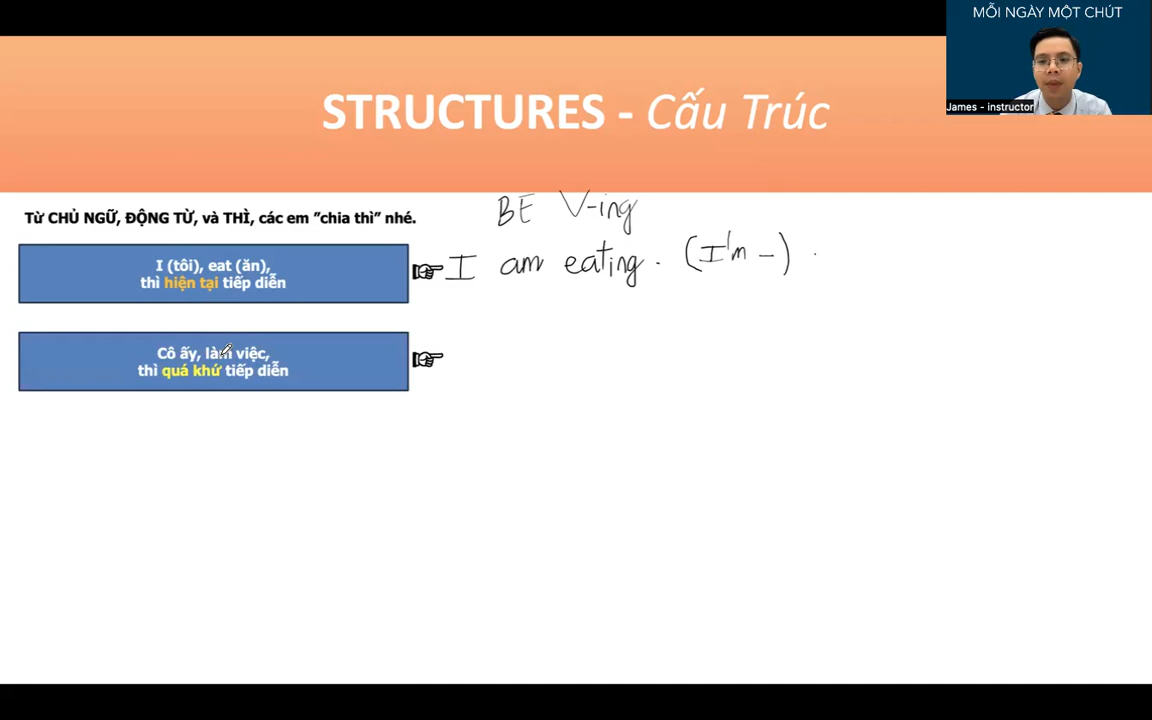 MỖI NGÀY MỘT CHÚT
James - instructor
STRUCTURES - Cấu Trúc
Từ CHỦ NGỮ, ĐỘNG TỪ, và THÌ, các em "chia thì" nhé.
BE V-ing
I (tôi), eat (ăn),
thì hiện tại tiếp diễn
I am eating. (I'm -)
Cô ấy, làm việc,
thì quá khứ tiếp diễn